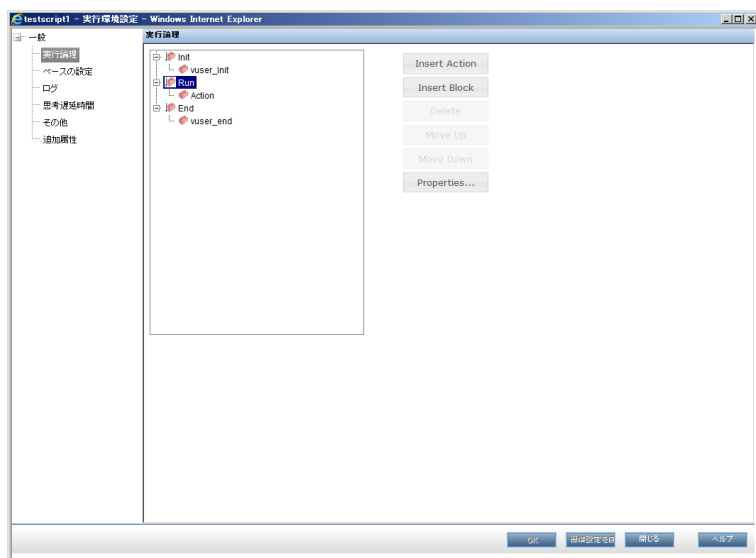 testscript1 - 実行環境設定 - Windows Internet Explorer
一般
実行論理
ペースの設定
ログ
思考遅延時間
その他
追加属性
実行論理
Init
vuser_init
Run
Action
End
vuser_end
Insert Action
Insert Block
Delete
Move Up
Move Down
Properties...
OK
閉じる
ヘルプ